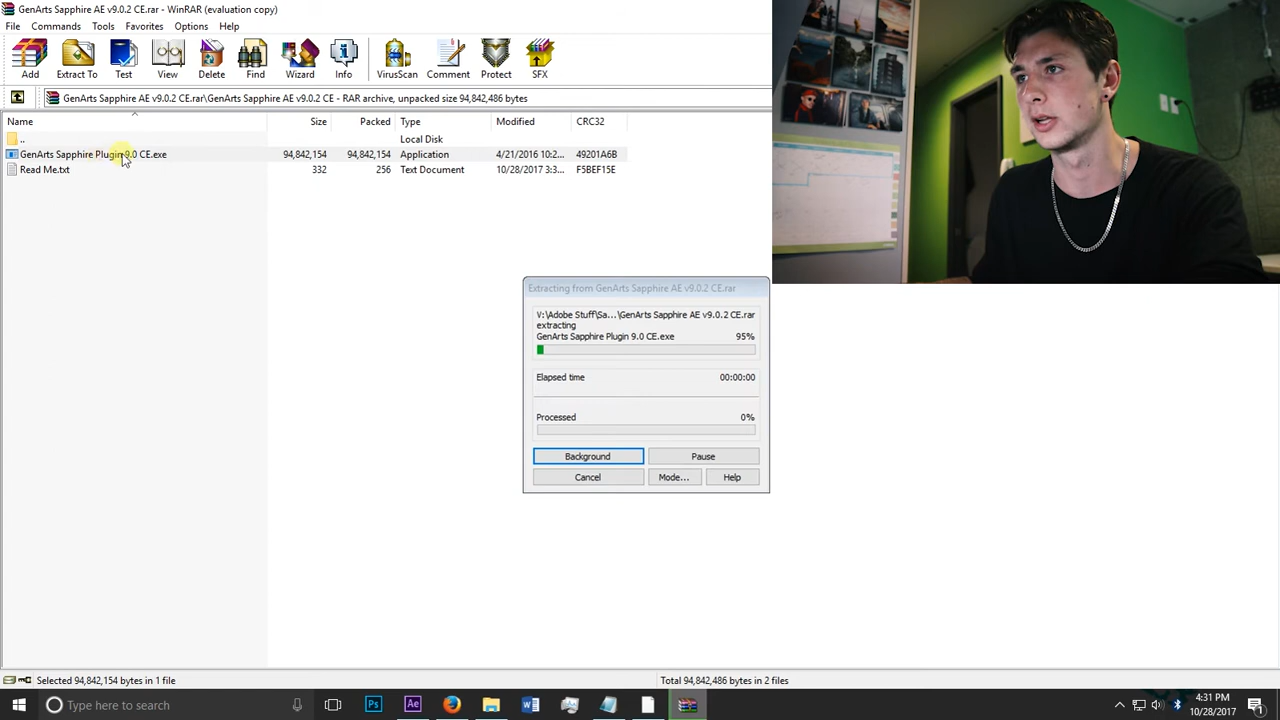 GenArts Sapphire AE v9.0.2 CE.rar - WinRAR (evaluation copy)
File Commands Tools Favorites Options Help
Add Extract To Test View Delete Find Wizard Info VirusScan Comment Protect SFX
GenArts Sapphire AE v9.0.2 CE.rar\GenArts Sapphire AE v9.0.2 CE - RAR archive, unpacked size 94,842,486 bytes
Name Size Packed Type Modified CRC32
.. Local Disk
GenArts Sapphire Plugin 9.0 CE.exe 94,842,154 94,842,154 Application 4/21/2016 10:2... 49201A6B
Read Me.txt 332 256 Text Document 10/28/2017 3:3... F5BEF15E
Extracting from GenArts Sapphire AE v9.0.2 CE.rar
V:\Adobe Stuff\Sa...\GenArts Sapphire AE v9.0.2 CE.rar
extracting
GenArts Sapphire Plugin 9.0 CE.exe 95%
Elapsed time 00:00:00
Processed 0%
Background Pause
Cancel Mode... Help
Selected 94,842,154 bytes in 1 file Total 94,842,486 bytes in 2 files
Type here to search Ps Ae 4:31 PM
10/28/2017